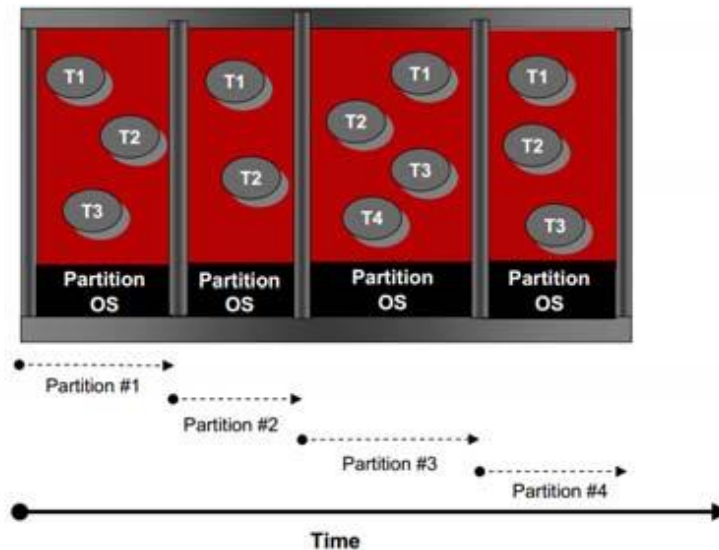 T1
T2
T3
Partition
OS
T1
T2
Partition
OS
T1
T2
T3
T4
Partition
OS
T1
T2
T3
Partition
OS
Partition #1
Partition #2
Partition #3
Partition #4
Time